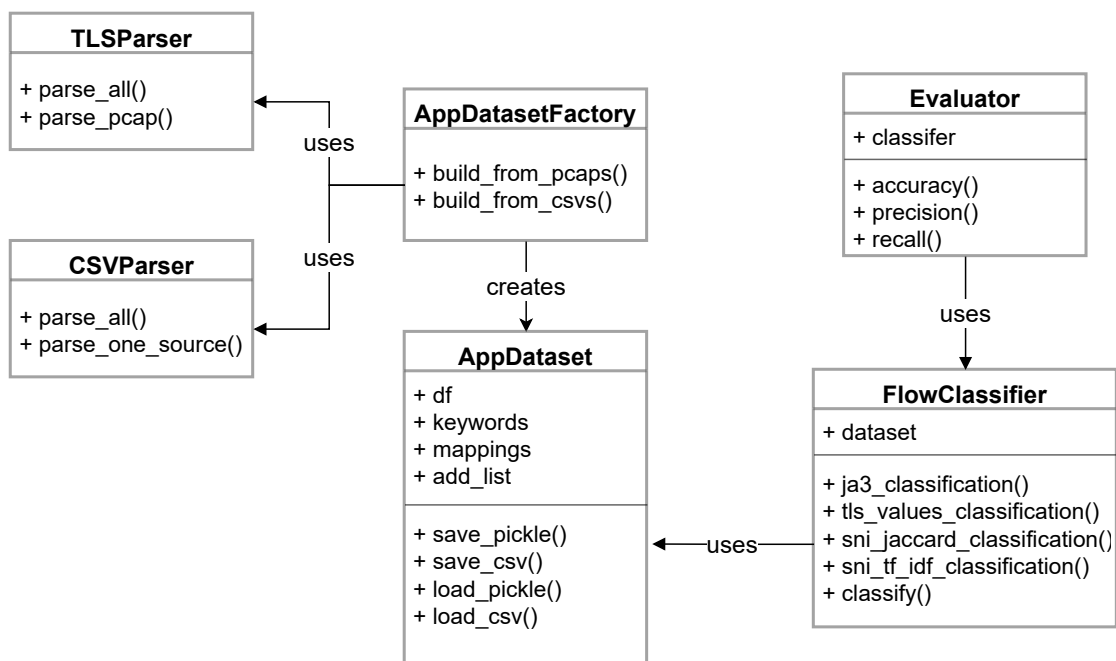 TLSParser
+ parse_all()
+ parse_pcap()
uses
uses
CSVParser
+ parse_all()
+ parse_one_source()
AppDatasetFactory
+ build_from_pcaps()
+ build_from_csvs()
creates
AppDataset
+ df
+ keywords
+ mappings
+ add_list
+ save_pickle()
+ save_csv()
+ load_pickle()
+ load_csv()
uses
Evaluator
+ classifer
+ accuracy()
+ precision()
+ recall()
uses
FlowClassifier
+ dataset
+ ja3_classification()
+ tls_values_classification()
+ sni_jaccard_classification()
+ sni_tf_idf_classification()
+ classify()